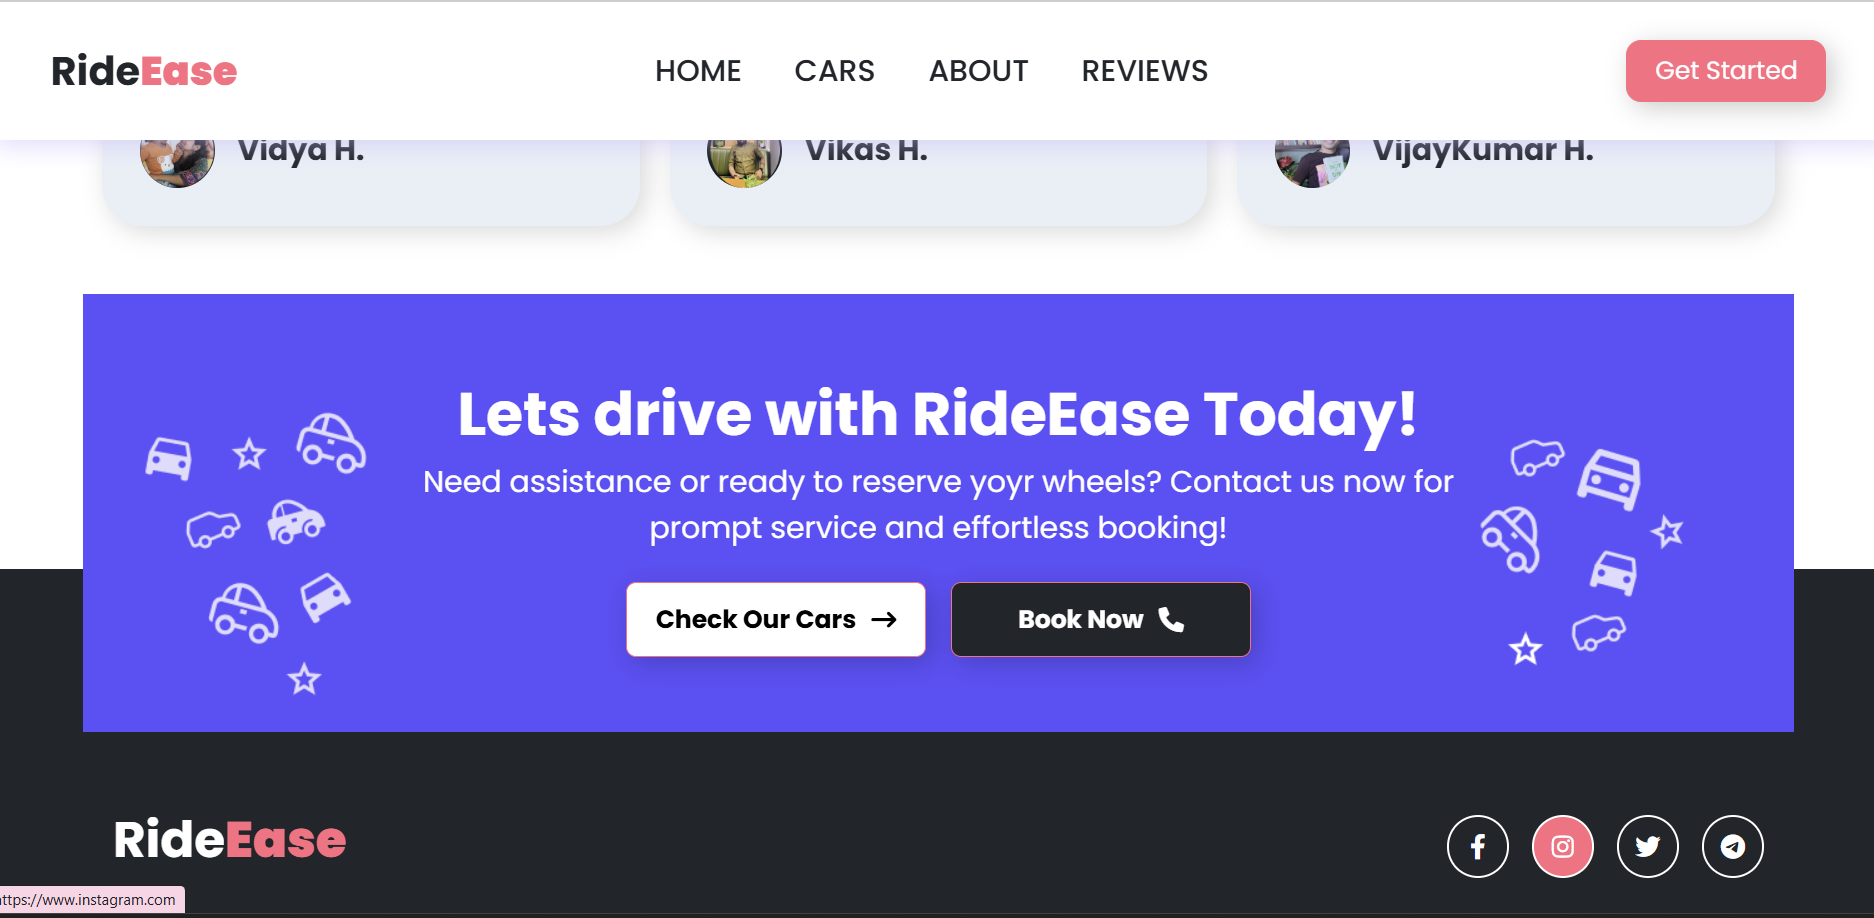 RideEase
HOME CARS ABOUT REVIEWS
Get Started
Vidya H.
Vikas H.
VijayKumar H.
Lets drive with RideEase Today!
Need assistance or ready to reserve yoyr wheels? Contact us now for
prompt service and effortless booking!
Check Our Cars →
Book Now
RideEase
https://www.instagram.com